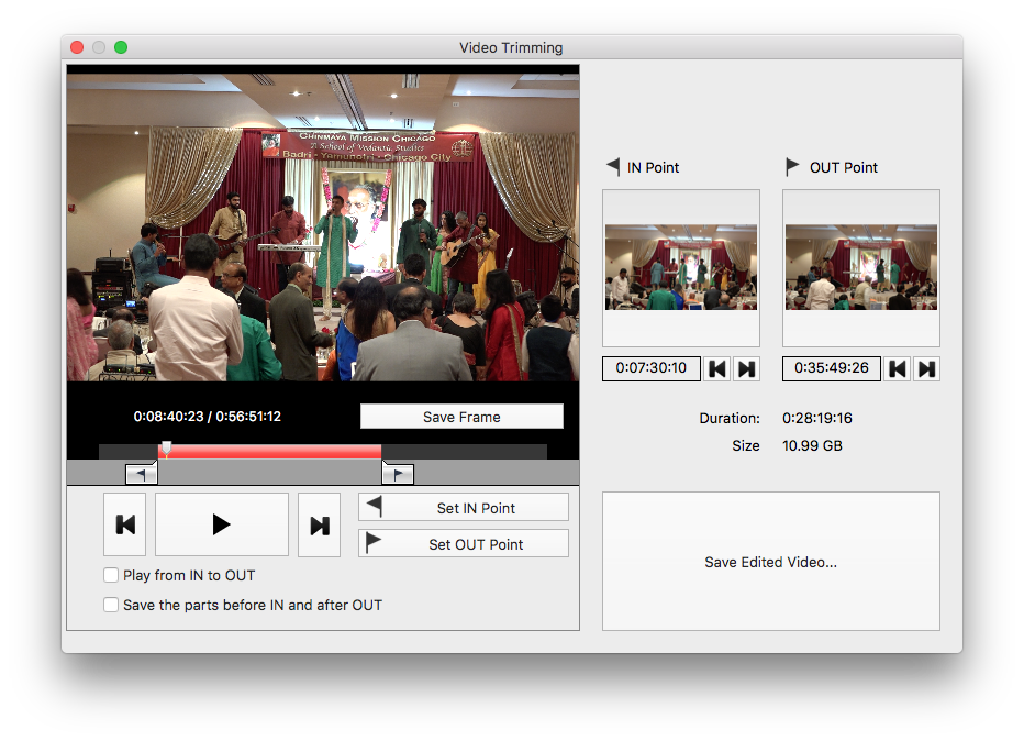 Video Trimming
CHINMAYA MISSION CHICAGO
A School of Vedantic Studies
Badri - Yamunotri - Chicago City
IN Point
OUT Point
0:07:30:10
0:35:49:26
0:08:40:23 / 0:56:51:12
Save Frame
Duration: 0:28:19:16
Size 10.99 GB
Set IN Point
Set OUT Point
Save Edited Video...
Play from IN to OUT
Save the parts before IN and after OUT